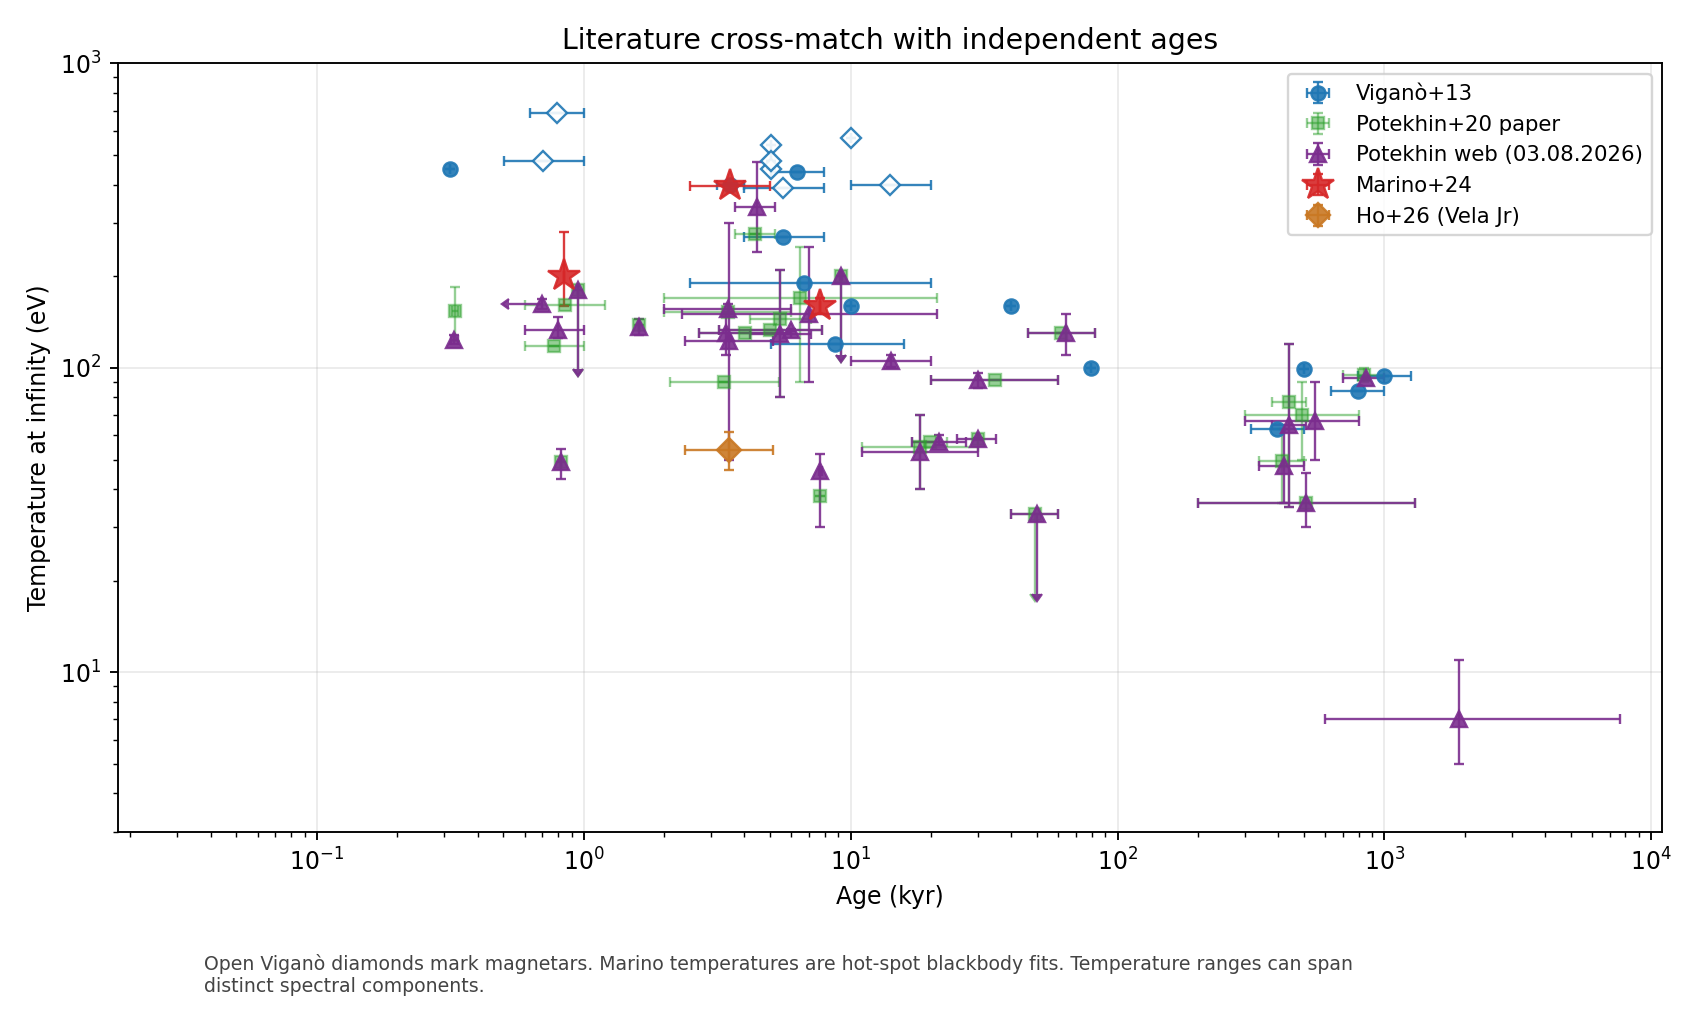 Literature cross-match with independent ages
10³
10²
10¹
Temperature at infinity (eV)
Viganò+13
Potekhin+20 paper
Potekhin web (03.08.2026)
Marino+24
Ho+26 (Vela Jr)
10⁻¹ 10⁰ 10¹ 10² 10³ 10⁴
Age (kyr)
Open Viganò diamonds mark magnetars. Marino temperatures are hot-spot blackbody fits. Temperature ranges can span
distinct spectral components.